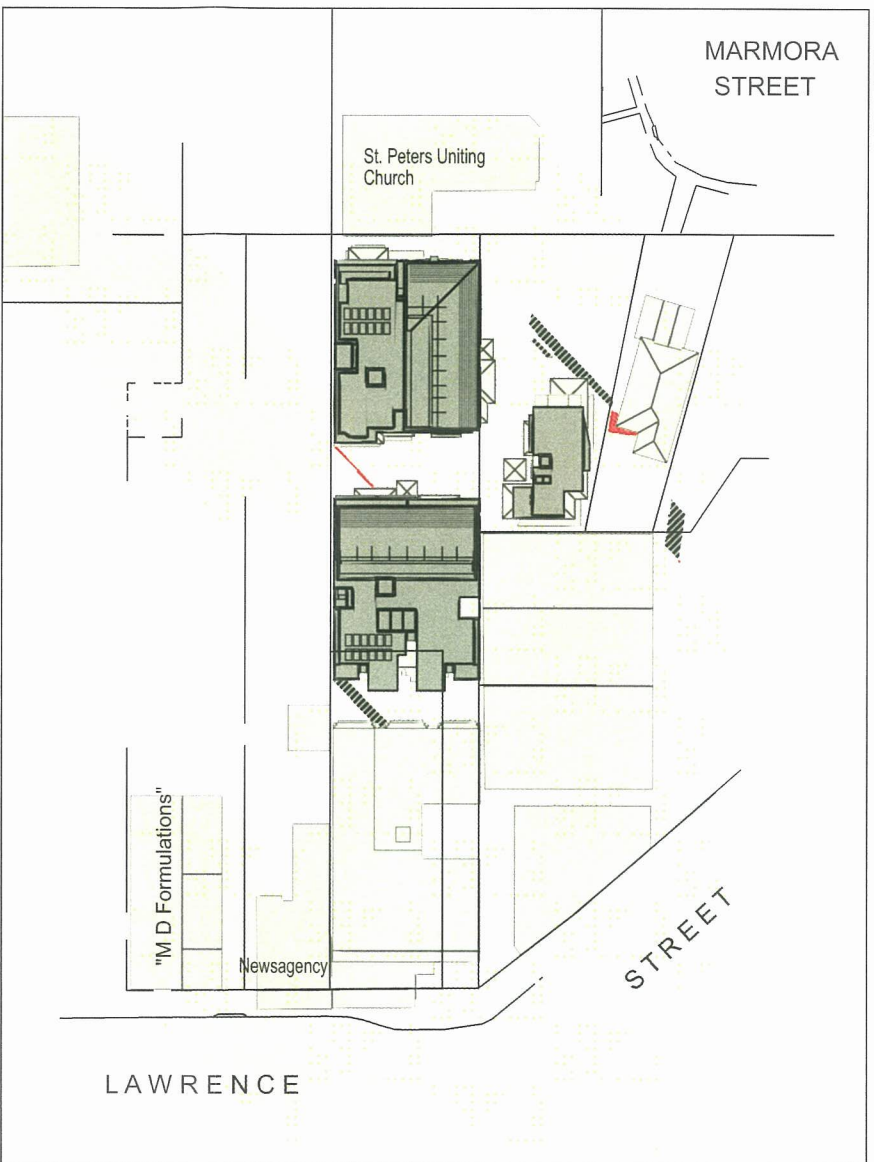 MARMORA
STREET
St. Peters Uniting
Church
"M D Formulations"
Newsagency
STREET
LAWRENCE